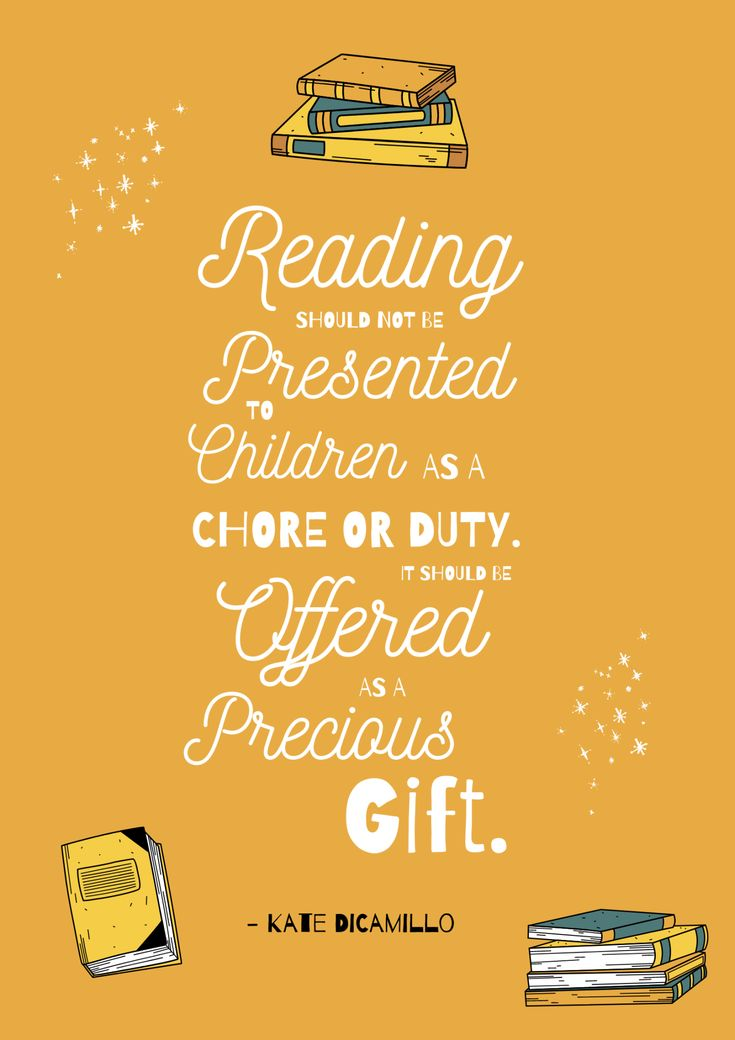 Reading
SHOULD NOT BE
Presented
TO
Children AS A
CHORE OR DUTY.
IT SHOULD BE
Offered
AS A
Precious
Gift.
- KATE DICAMILLO